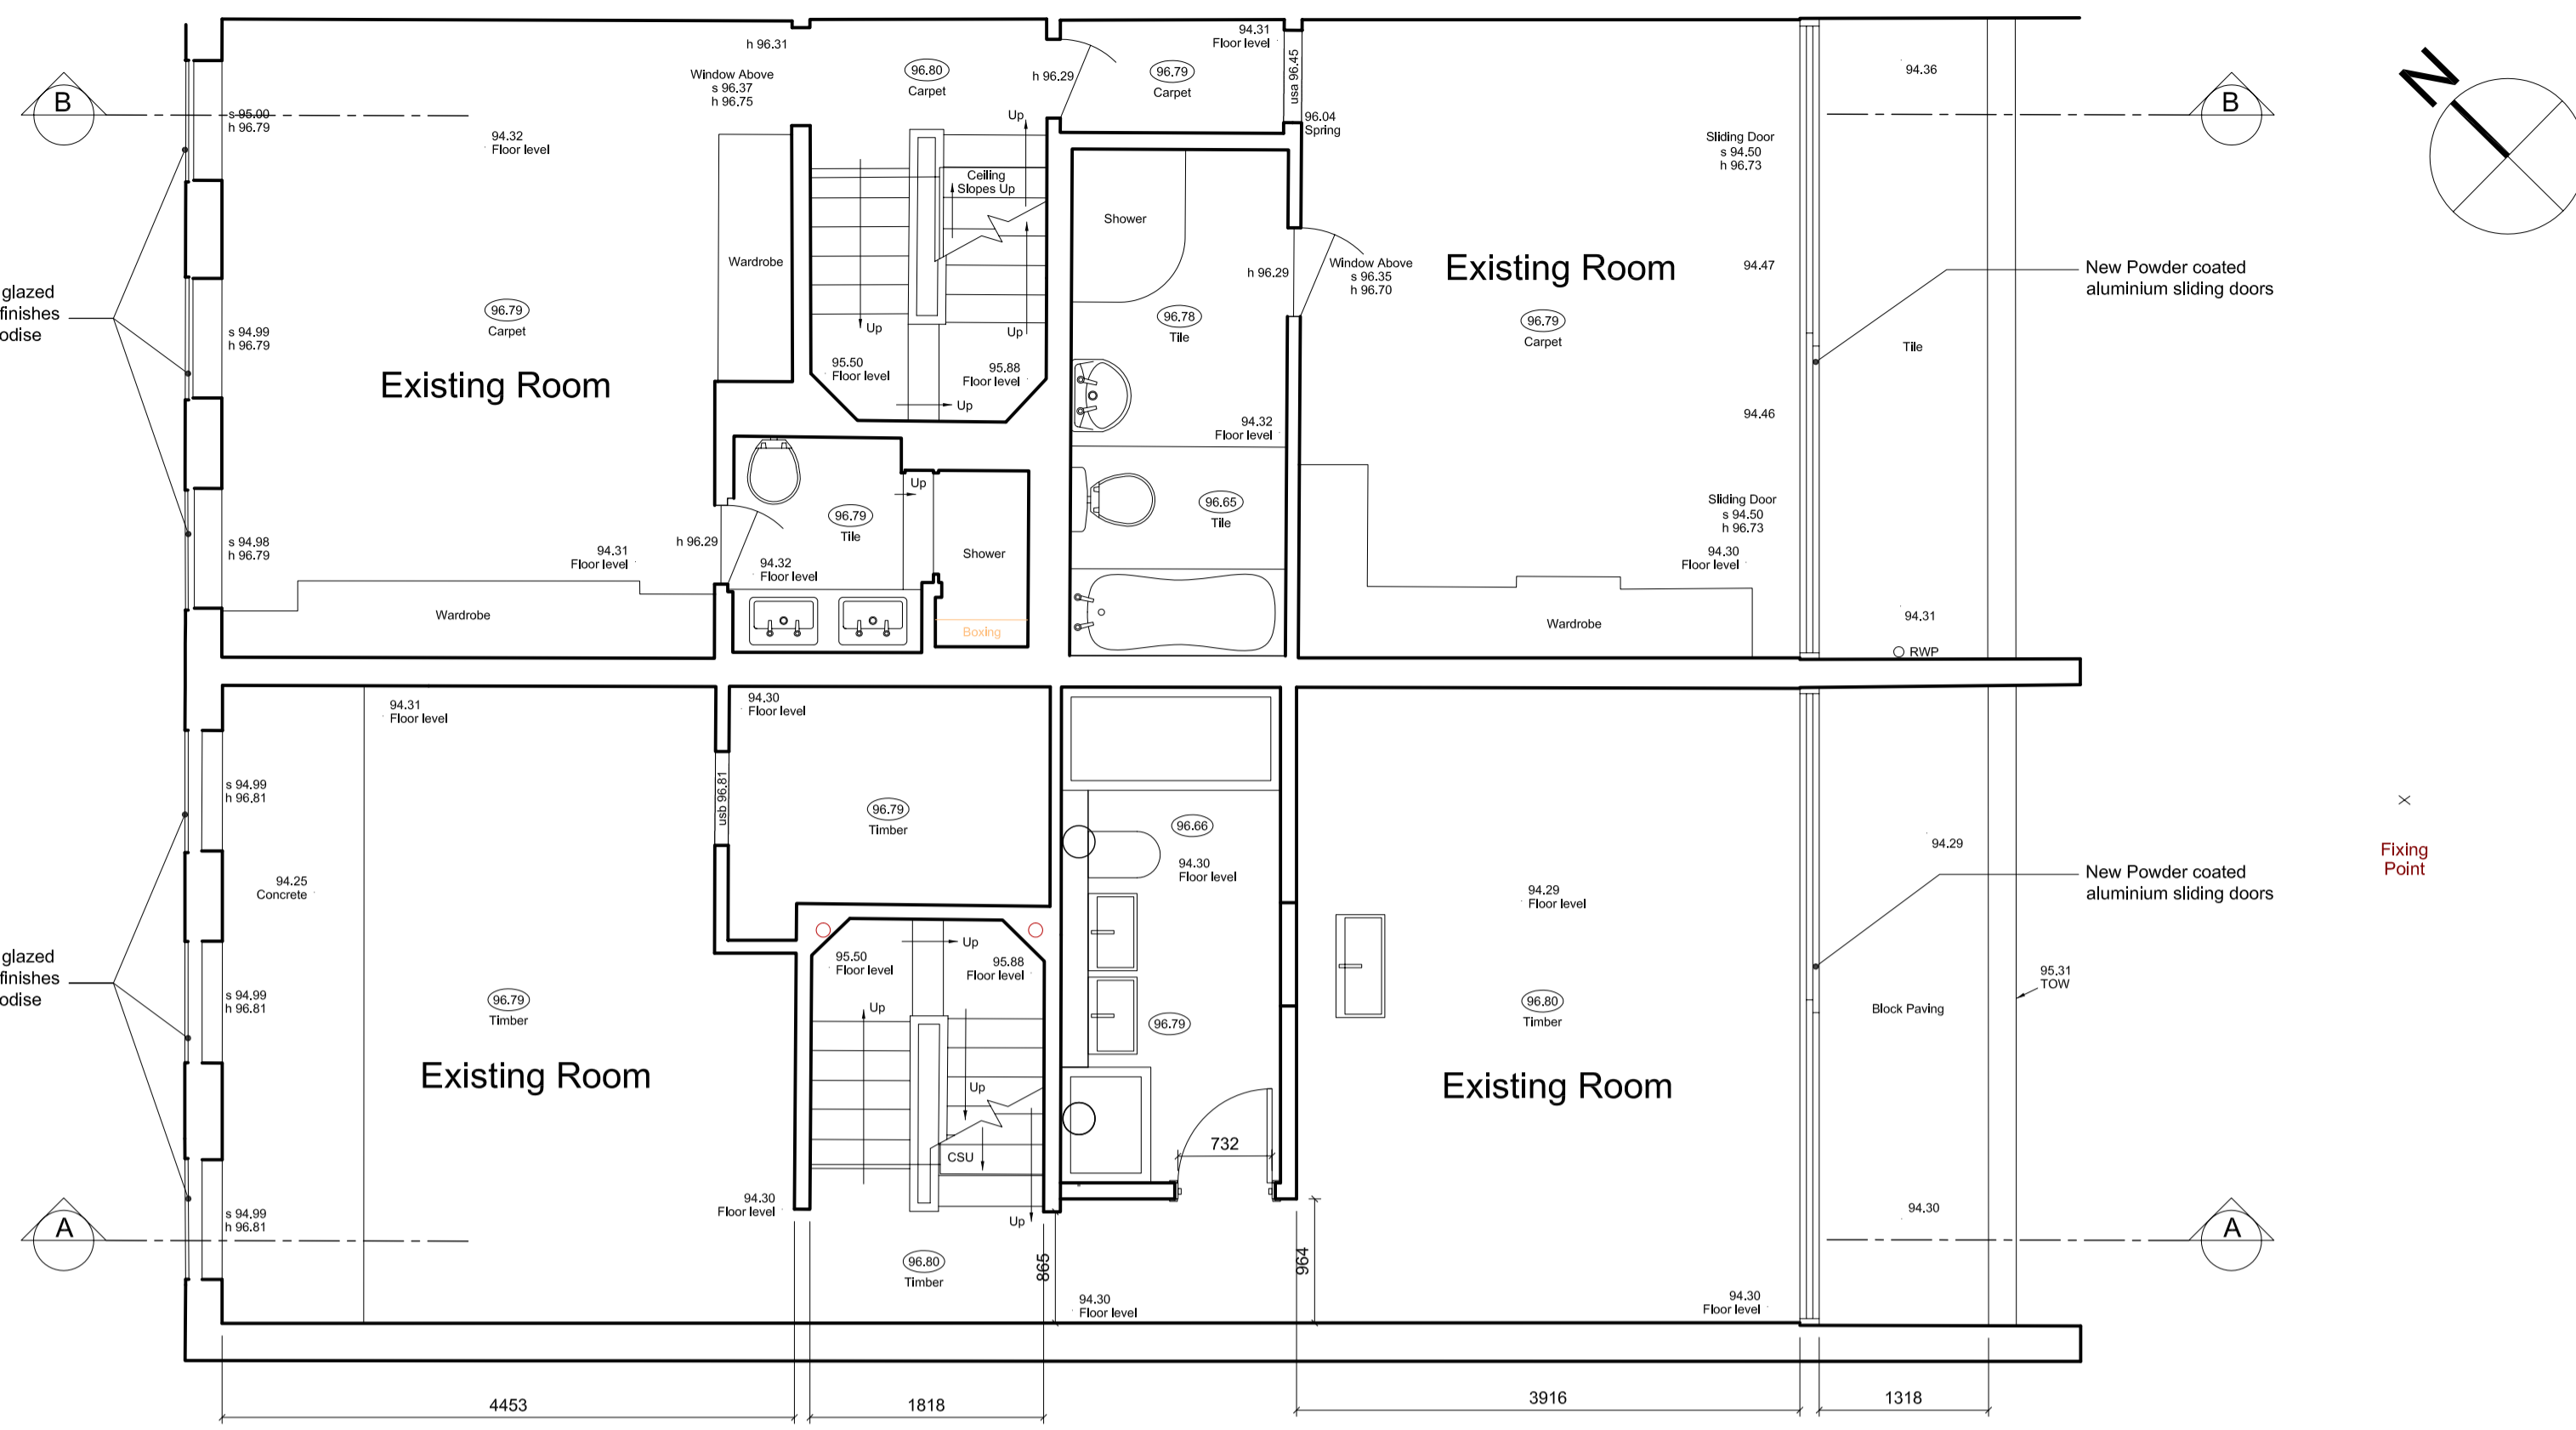 h 96.31
94.31
Floor level
N
Window Above
s 96.37
h 96.75
96.80
Carpet
h 96.29
96.79
Carpet
usa 96.45
94.36
B
s 95.00
h 96.79
94.32
Floor level
Up
96.04
Spring
B
Sliding Door
s 94.50
h 96.73
Ceiling
Slopes Up
Shower
Wardrobe
h 96.29
Window Above
s 96.35
h 96.70
Existing Room
94.47
New Powder coated
aluminium sliding doors
glazed
finishes
odise
s 94.99
h 96.79
96.79
Carpet
Up
Up
96.78
Tile
96.79
Carpet
Tile
Existing Room
95.50
Floor level
95.88
Floor level
Up
94.32
Floor level
94.46
Up
96.79
Tile
96.65
Tile
Sliding Door
s 94.50
h 96.73
s 94.98
h 96.79
94.31
Floor level
h 96.29
94.32
Floor level
Shower
94.30
Floor level
Wardrobe
Boxing
Wardrobe
94.31
RWP
94.31
Floor level
94.30
Floor level
s 94.99
h 96.81
usb 96.81
96.79
Timber
96.66
94.30
Floor level
94.29
Fixing
Point
94.25
Concrete
94.29
Floor level
New Powder coated
aluminium sliding doors
glazed
finishes
odise
95.50
Floor level
Up
95.88
Floor level
95.31
TOW
s 94.99
h 96.81
96.79
Timber
Up
96.79
96.80
Timber
Block Paving
Existing Room
Up
Existing Room
CSU
732
A
s 94.99
h 96.81
94.30
Floor level
Up
94.30
A
96.80
Timber
865
964
94.30
Floor level
94.30
Floor level
4453
1818
3916
1318